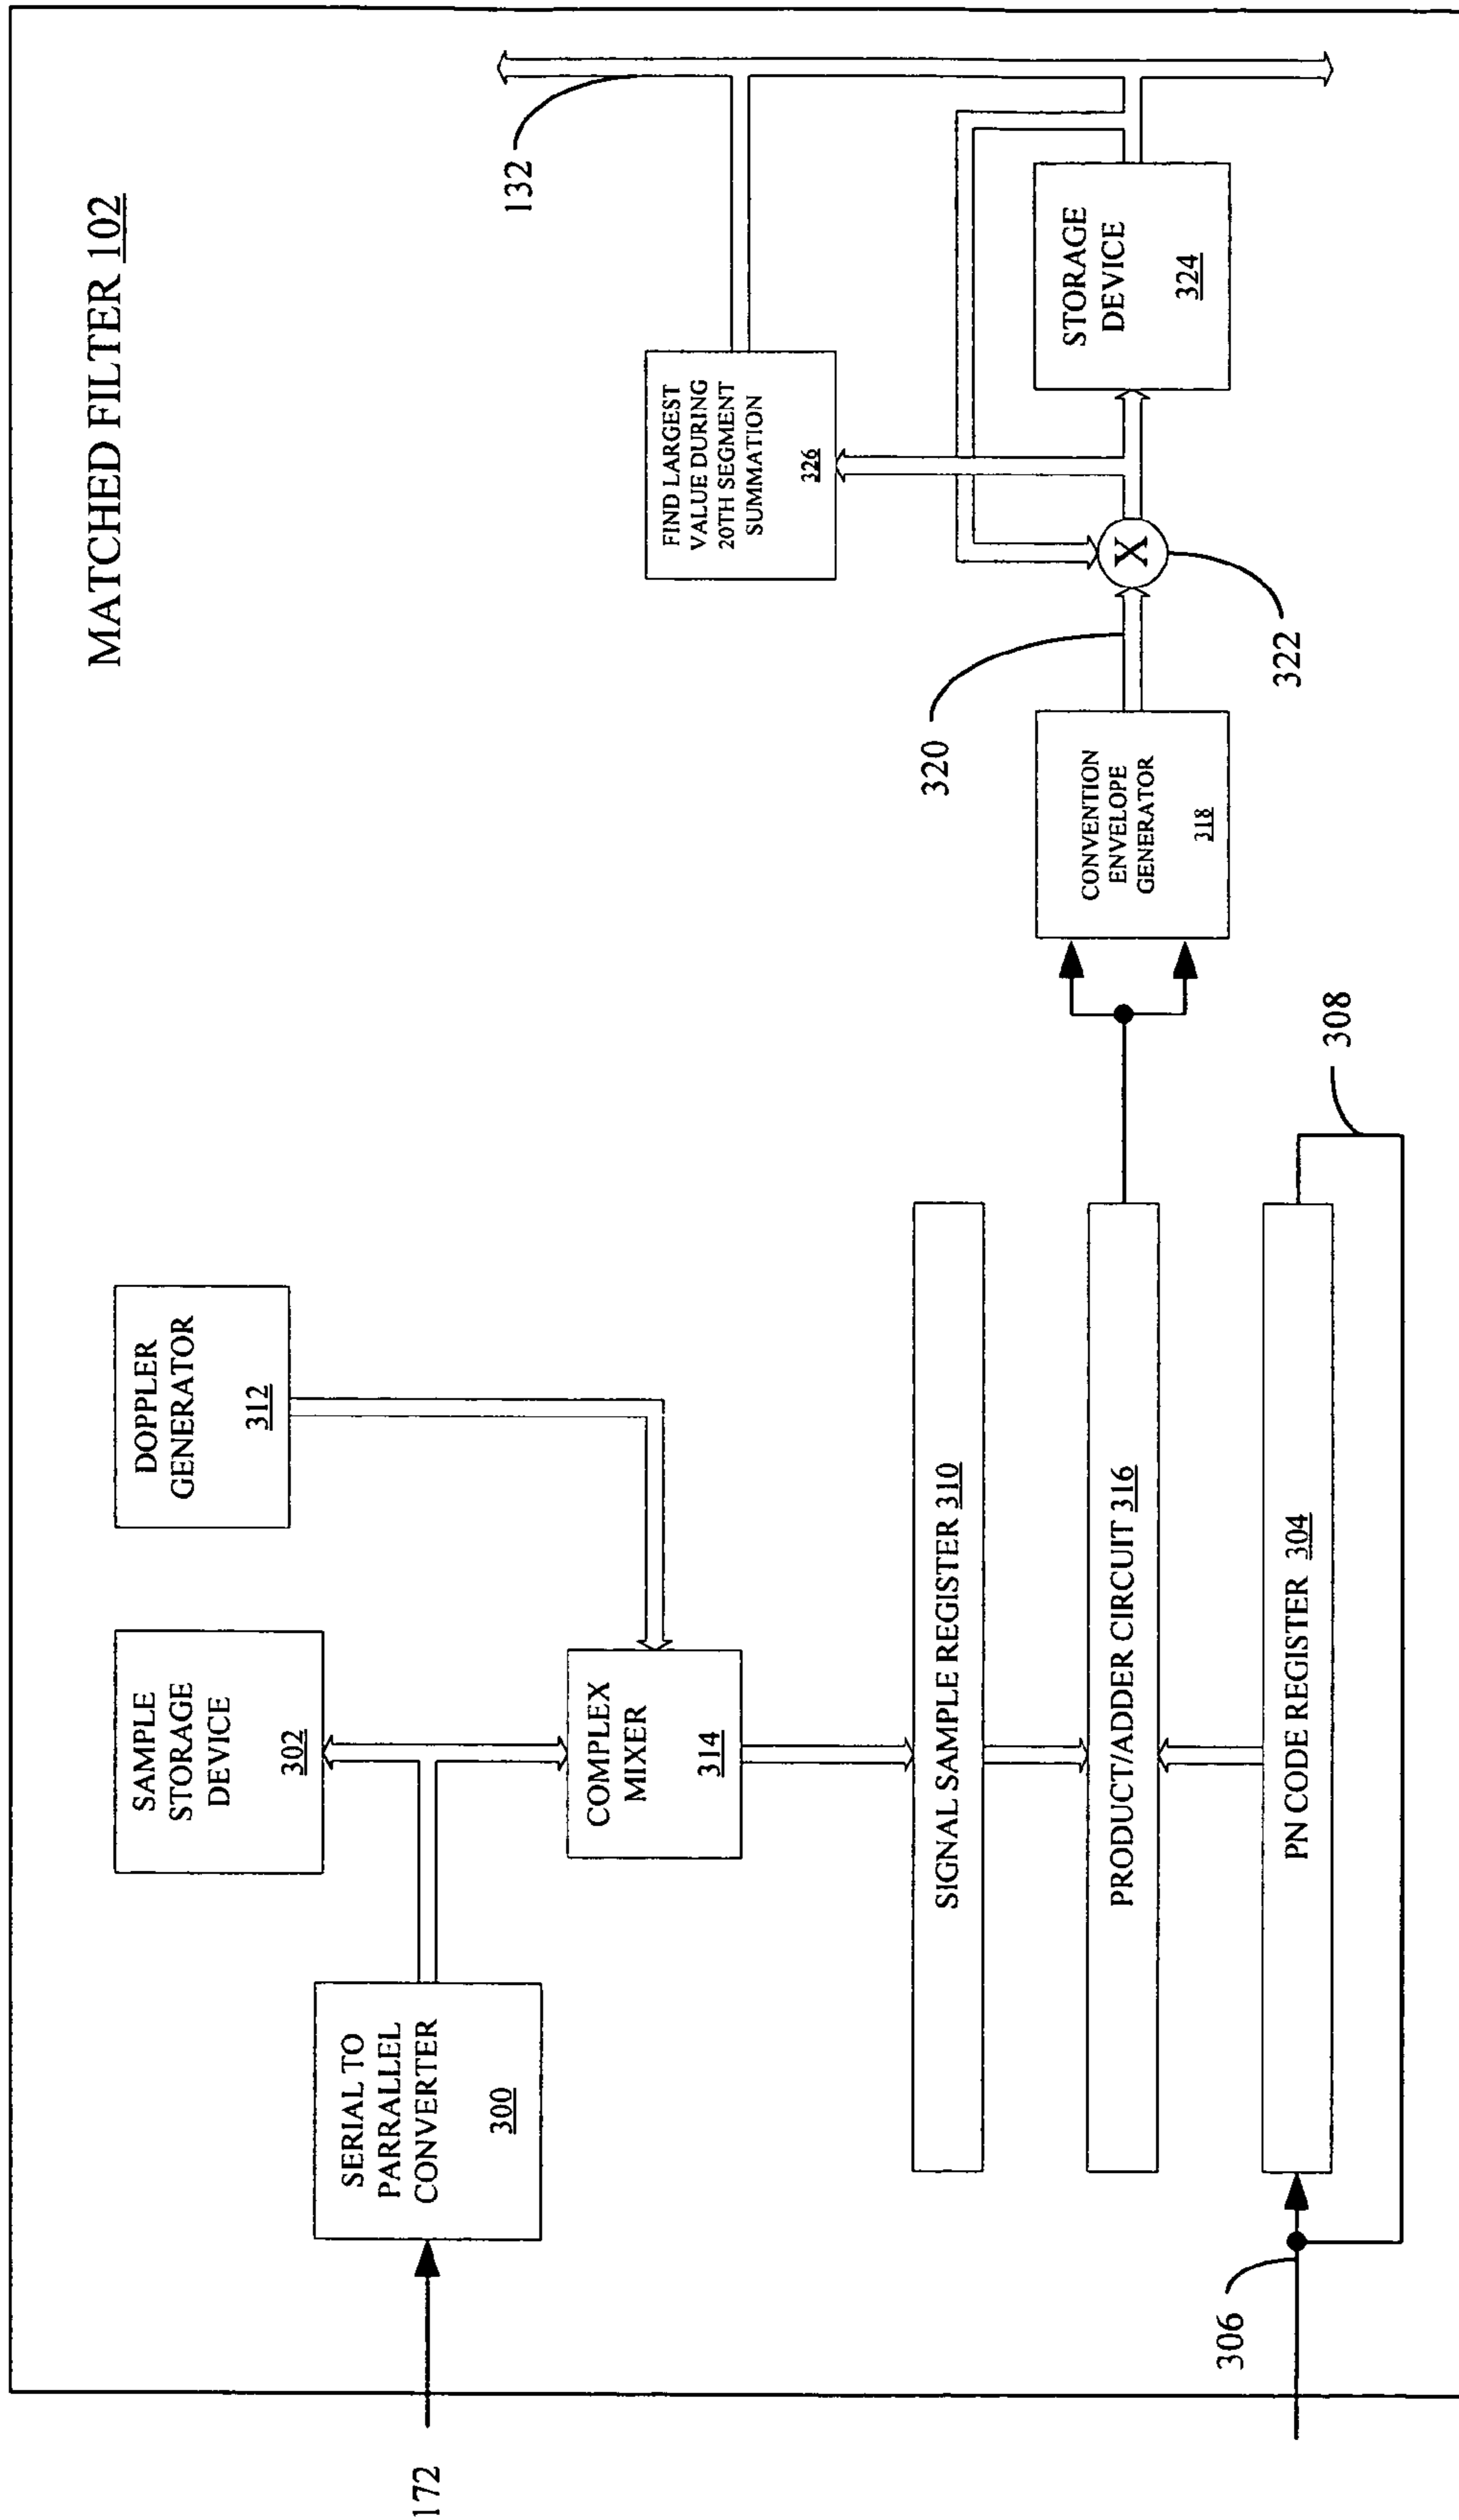 MATCHED FILTER 102
172
SERIAL TO
PARRALLEL
CONVERTER
300
SAMPLE
STORAGE
DEVICE
302
DOPPLER
GENERATOR
312
COMPLEX
MIXER
314
SIGNAL SAMPLE REGISTER 310
PRODUCT/ADDER CIRCUIT 316
PN CODE REGISTER 304
306
308
CONVENTION
ENVELOPE
GENERATOR
318
320
322
FIND LARGEST
VALUE DURING
20TH SEGMENT
SUMMATION
326
X
STORAGE
DEVICE
324
132